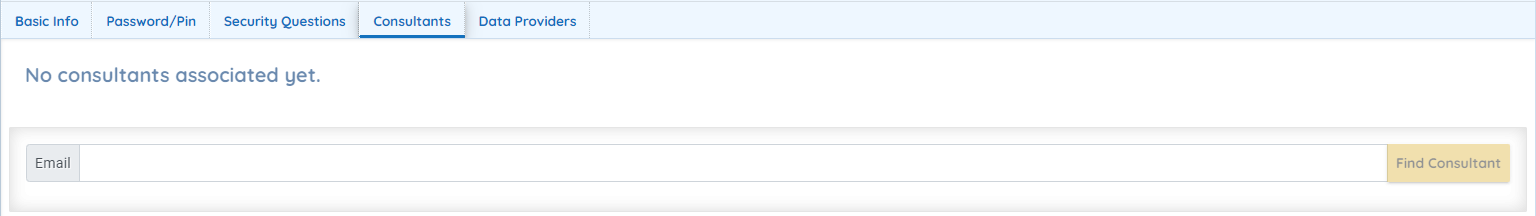 Basic Info Password/Pin Security Questions Consultants Data Providers
No consultants associated yet.
Email Find Consultant